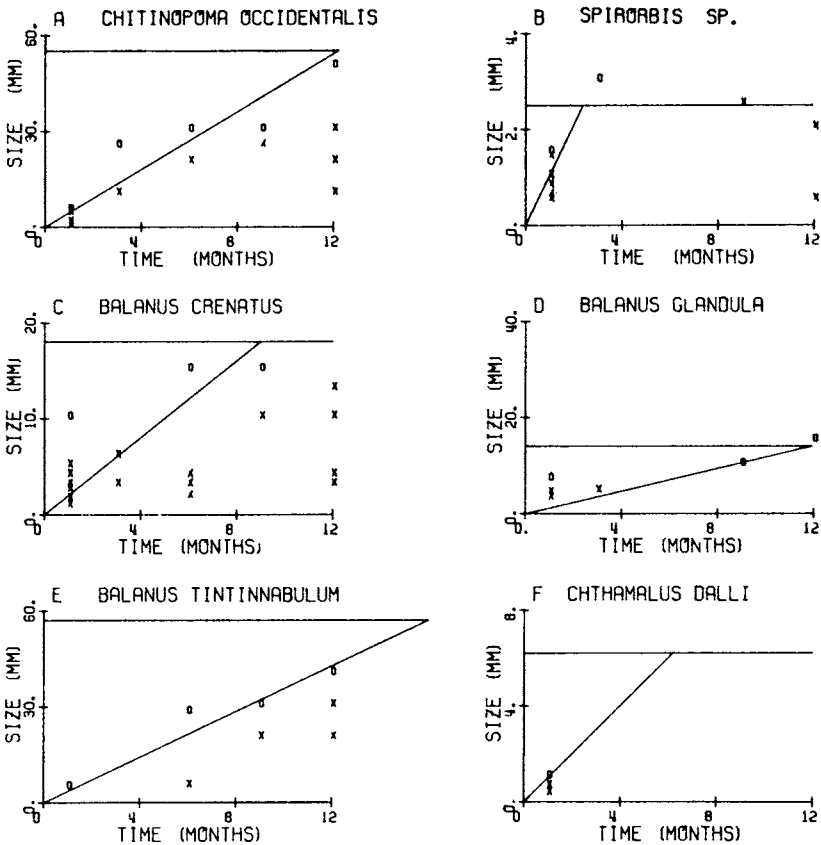 A CHITINOPOMA OCCIDENTALIS
60.
30.
0.
SIZE (MM)
0 4 8 12
TIME (MONTHS)
B SPIRORBIS SP.
4.
2.
0.
SIZE (MM)
0. 4 8 12
TIME (MONTHS)
C BALANUS CRENATUS
20.
10.
0.
SIZE (MM)
0 4 8 12
TIME (MONTHS)
D BALANUS GLANDULA
40.
20.
0.
SIZE (MM)
0. 4 8 12
TIME (MONTHS)
E BALANUS TINTINNABULUM
60.
30.
0.
SIZE (MM)
0 4 8 12
TIME (MONTHS)
F CHTHAMALUS DALLI
8.
4.
0.
SIZE (MM)
0 4 8 12
TIME (MONTHS)